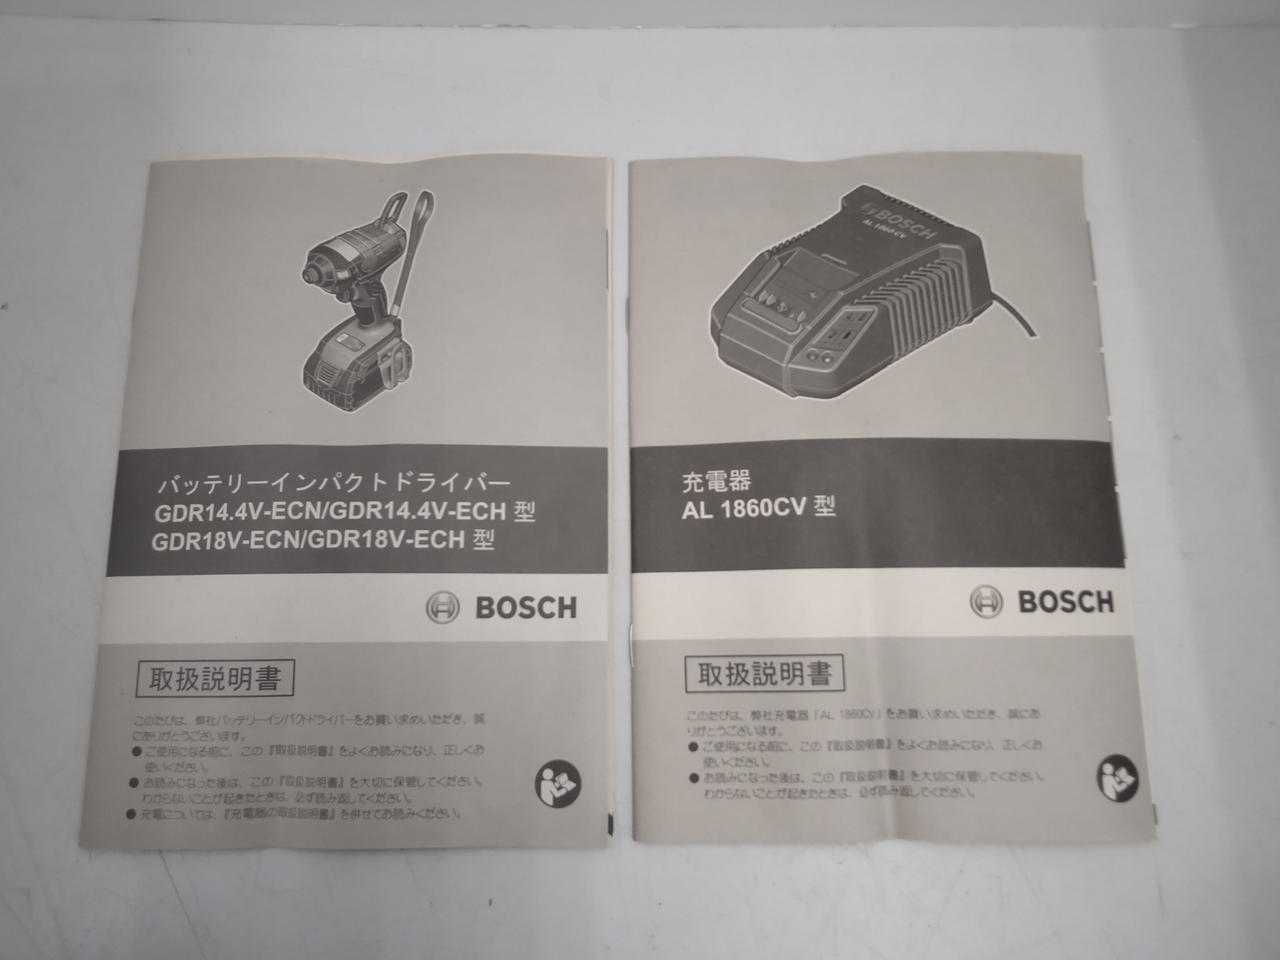 バッテリーインパクトドライバー
GDR14.4V-ECN/GDR14.4V-ECH 型
GDR18V-ECN/GDR18V-ECH 型
BOSCH
取扱説明書
このたびは、弊社バッテリーインパクトドライバーをお買い求めいただき、誠
にありがとうございます。
● ご使用になる前に、この『取扱説明書』をよくお読みになり、正しくお
使いください。
● お読みになった後は、この『取扱説明書』を大切に保管してください。
わからないことが起きたときは、必ず読み返してください。
● 充電については、『充電器の取扱説明書』を併せてお読みください。
BOSCH
AL 1860 CV
充電器
AL 1860CV 型
BOSCH
取扱説明書
このたびは、弊社充電器「AL 1860CV」をお買い求めいただき、誠にあ
りがとうございます。
● ご使用になる前に、この『取扱説明書』をよくお読みになり、正しくお
使いください。
● お読みになった後は、この『取扱説明書』を大切に保管してください。
わからないことが起きたときは、必ず読み返してください。